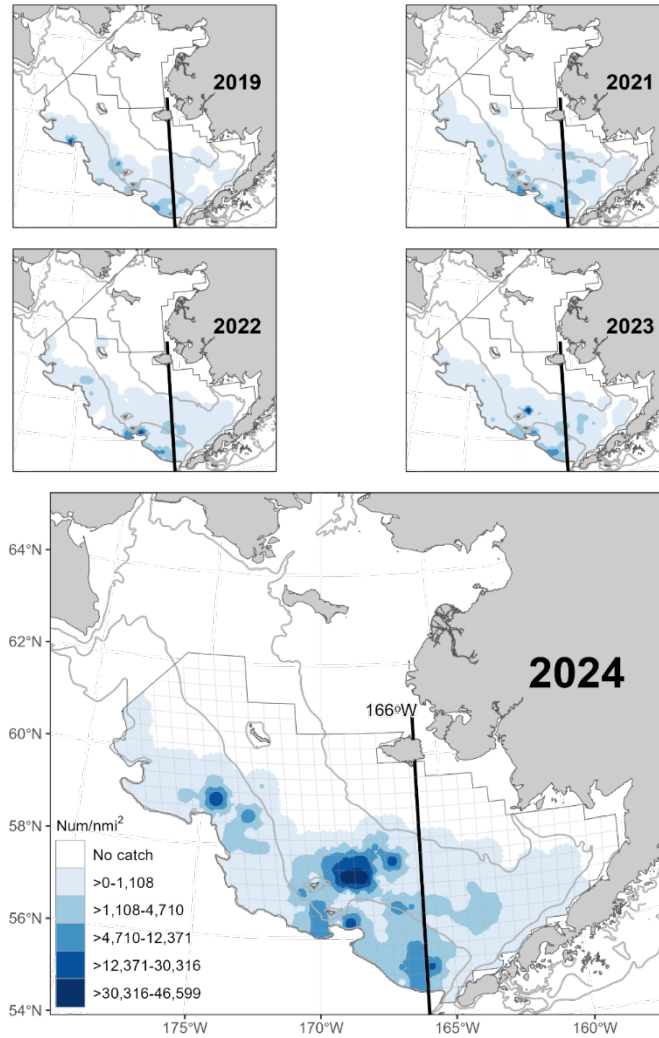 2019
2021
2022
2023
2024
166°W
64°N
62°N
60°N
58°N
56°N
54°N
Num/nmi²
No catch
>0-1,108
>1,108-4,710
>4,710-12,371
>12,371-30,316
>30,316-46,599
175°W
170°W
165°W
160°W